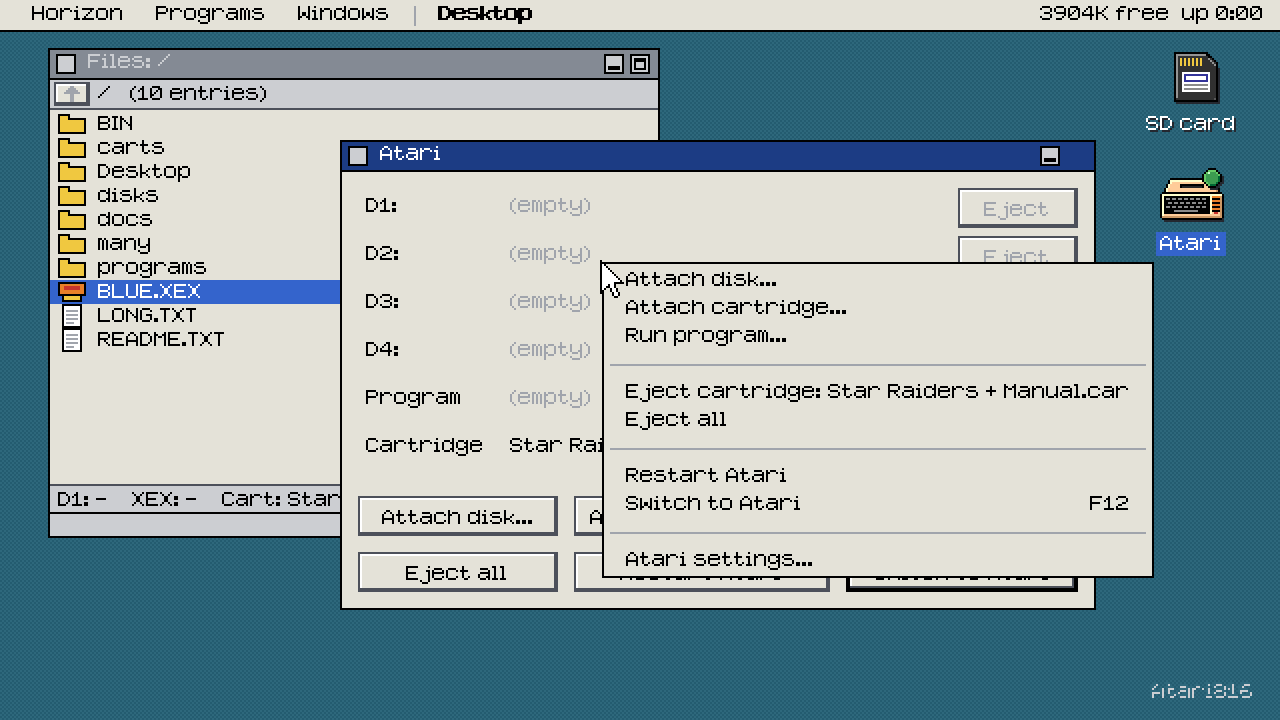 Horizon Programs Windows | Desktop 3904K free up 0:00
Files: /
/ (10 entries)
BIN
carts
Desktop
disks
docs
many
programs
BLUE.XEX
LONG.TXT
README.TXT
D1: - XEX: - Cart: Star
Atari
D1: (empty) Eject
D2: (empty) Eject
D3: (empty)
D4: (empty)
Program (empty)
Cartridge Star Rai
Attach disk... A
Eject all
Attach disk...
Attach cartridge...
Run program...
Eject cartridge: Star Raiders + Manual.car
Eject all
Restart Atari
Switch to Atari F12
Atari settings...
SD card
Atari
Atari816